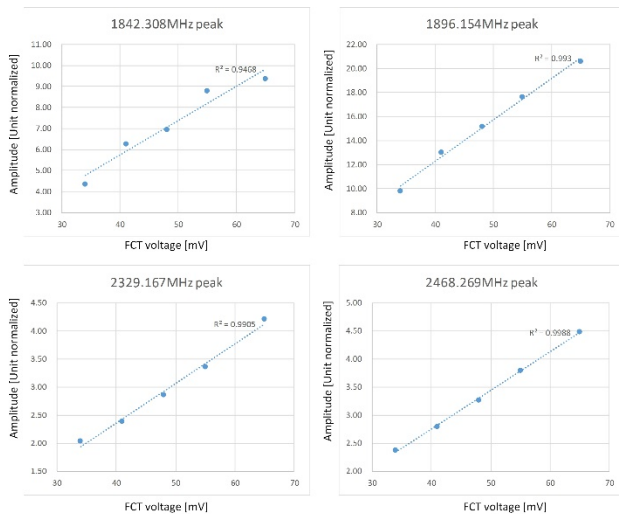 1842.308MHz peak
Amplitude [Unit normalized]
11.00
10.00
9.00
8.00
7.00
6.00
5.00
4.00
3.00
R² = 0.9468
30 40 50 60 70
FCT voltage [mV]
1896.154MHz peak
Amplitude [Unit normalized]
22.00
20.00
18.00
16.00
14.00
12.00
10.00
8.00
R² = 0.993
30 40 50 60 70
FCT voltage [mV]
2329.167MHz peak
Amplitude [Unit normalized]
4.50
4.00
3.50
3.00
2.50
2.00
1.50
R² = 0.9905
30 40 50 60 70
FCT voltage [mV]
2468.269MHz peak
Amplitude [Unit normalized]
5.00
4.50
4.00
3.50
3.00
2.50
2.00
R² = 0.9988
30 40 50 60 70
FCT voltage [mV]